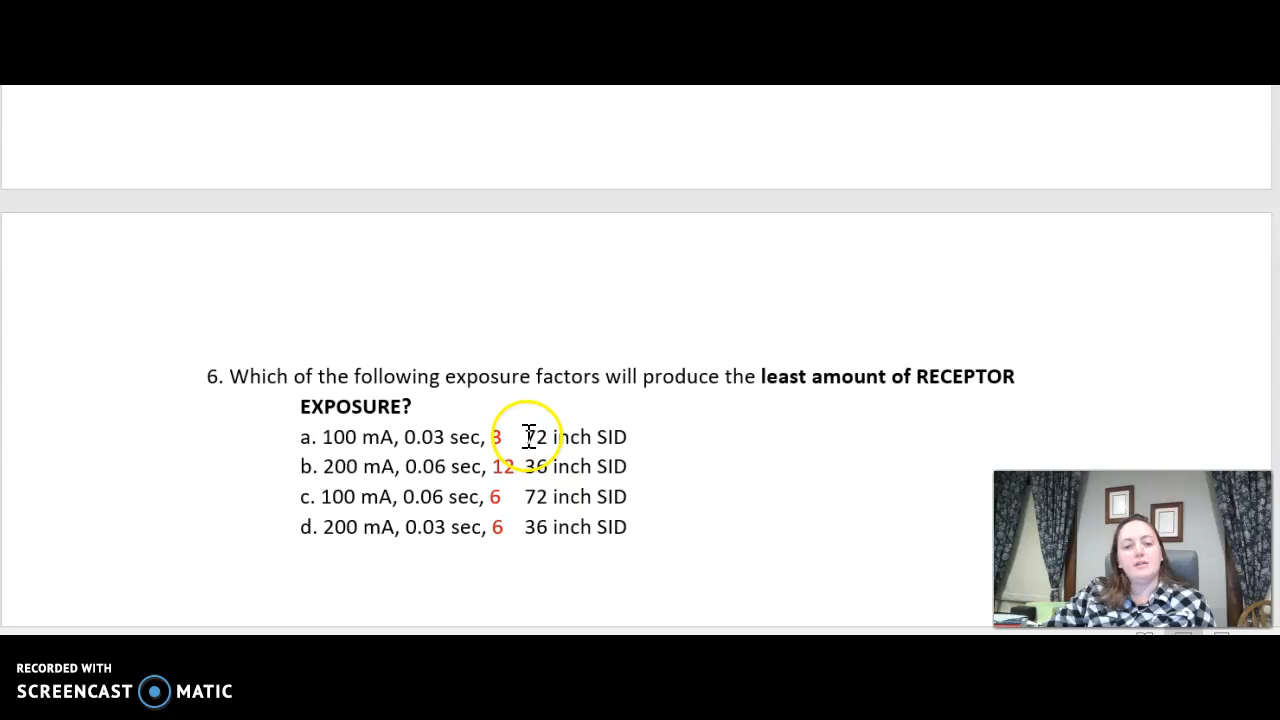 6. Which of the following exposure factors will produce the least amount of RECEPTOR
EXPOSURE?
a. 100 mA, 0.03 sec, 3 72 inch SID
b. 200 mA, 0.06 sec, 12 36 inch SID
c. 100 mA, 0.06 sec, 6 72 inch SID
d. 200 mA, 0.03 sec, 6 36 inch SID
RECORDED WITH
SCREENCAST MATIC